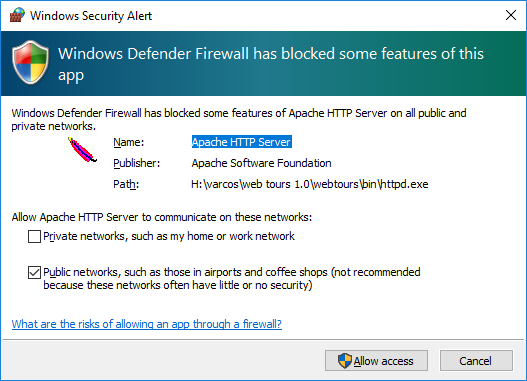 Windows Security Alert
Windows Defender Firewall has blocked some features of this
app
Windows Defender Firewall has blocked some features of Apache HTTP Server on all public and
private networks.
Name: Apache HTTP Server
Publisher: Apache Software Foundation
Path: H:\varcos\web tours 1.0\webtours\bin\httpd.exe
Allow Apache HTTP Server to communicate on these networks:
Private networks, such as my home or work network
Public networks, such as those in airports and coffee shops (not recommended
because these networks often have little or no security)
What are the risks of allowing an app through a firewall?
Allow access Cancel